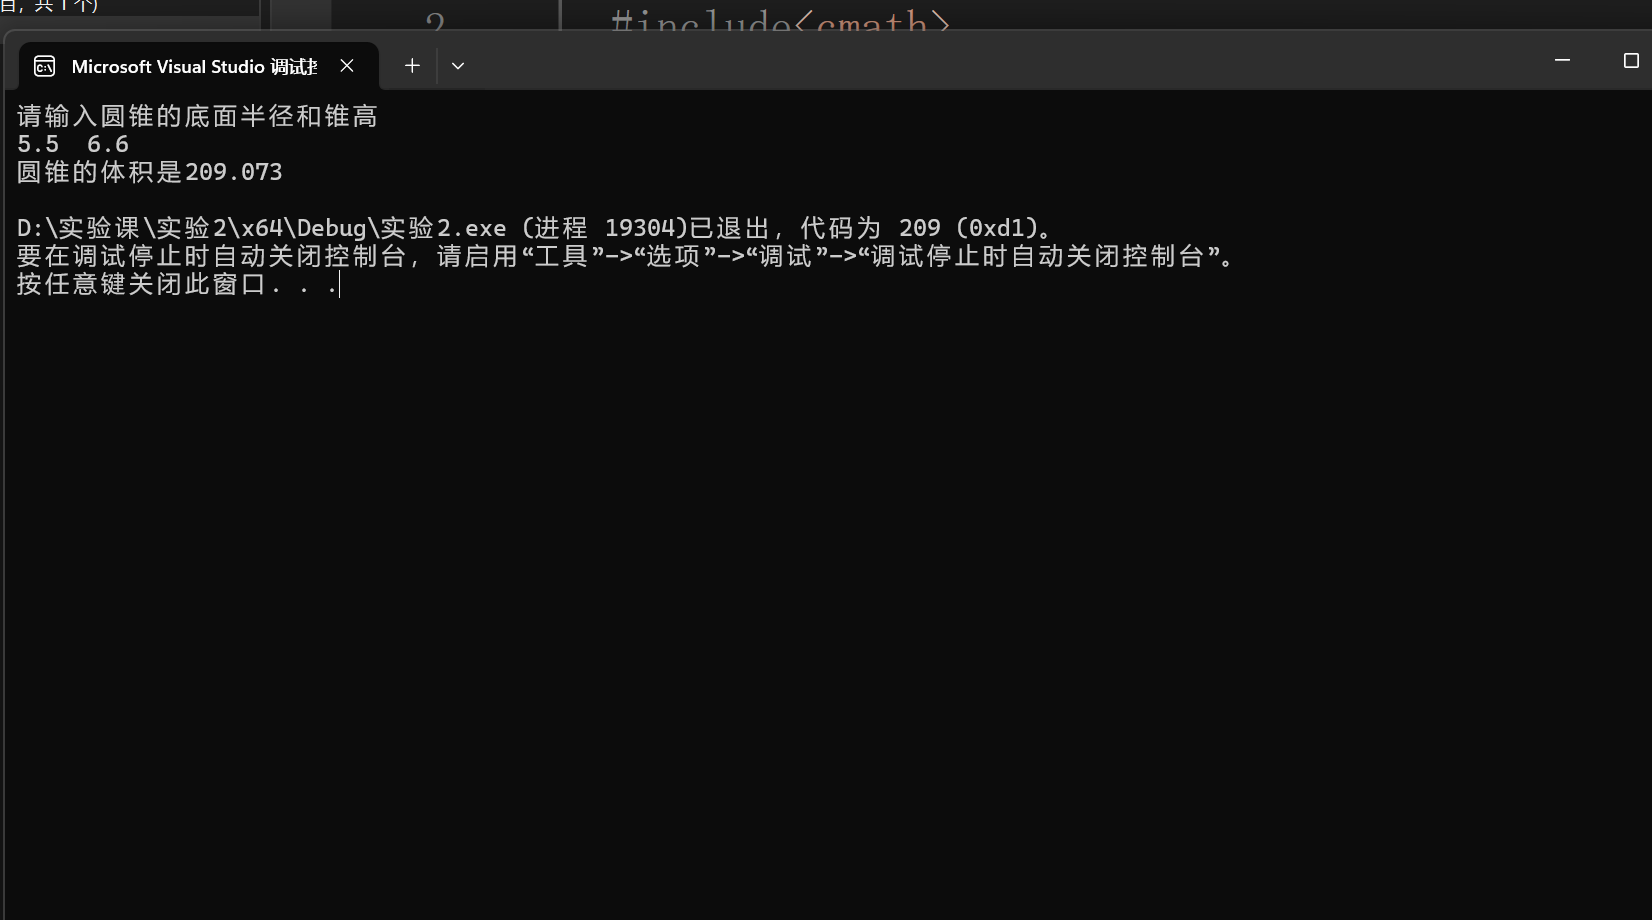 目，共 1 个)
2 #include<cmath>
Microsoft Visual Studio 调试
请输入圆锥的底面半径和锥高
5.5  6.6
圆锥的体积是209.073
D:\实验课\实验2\x64\Debug\实验2.exe (进程 19304)已退出，代码为 209 (0xd1)。
要在调试停止时自动关闭控制台，请启用“工具”->“选项”->“调试”->“调试停止时自动关闭控制台”。
按任意键关闭此窗口. . .